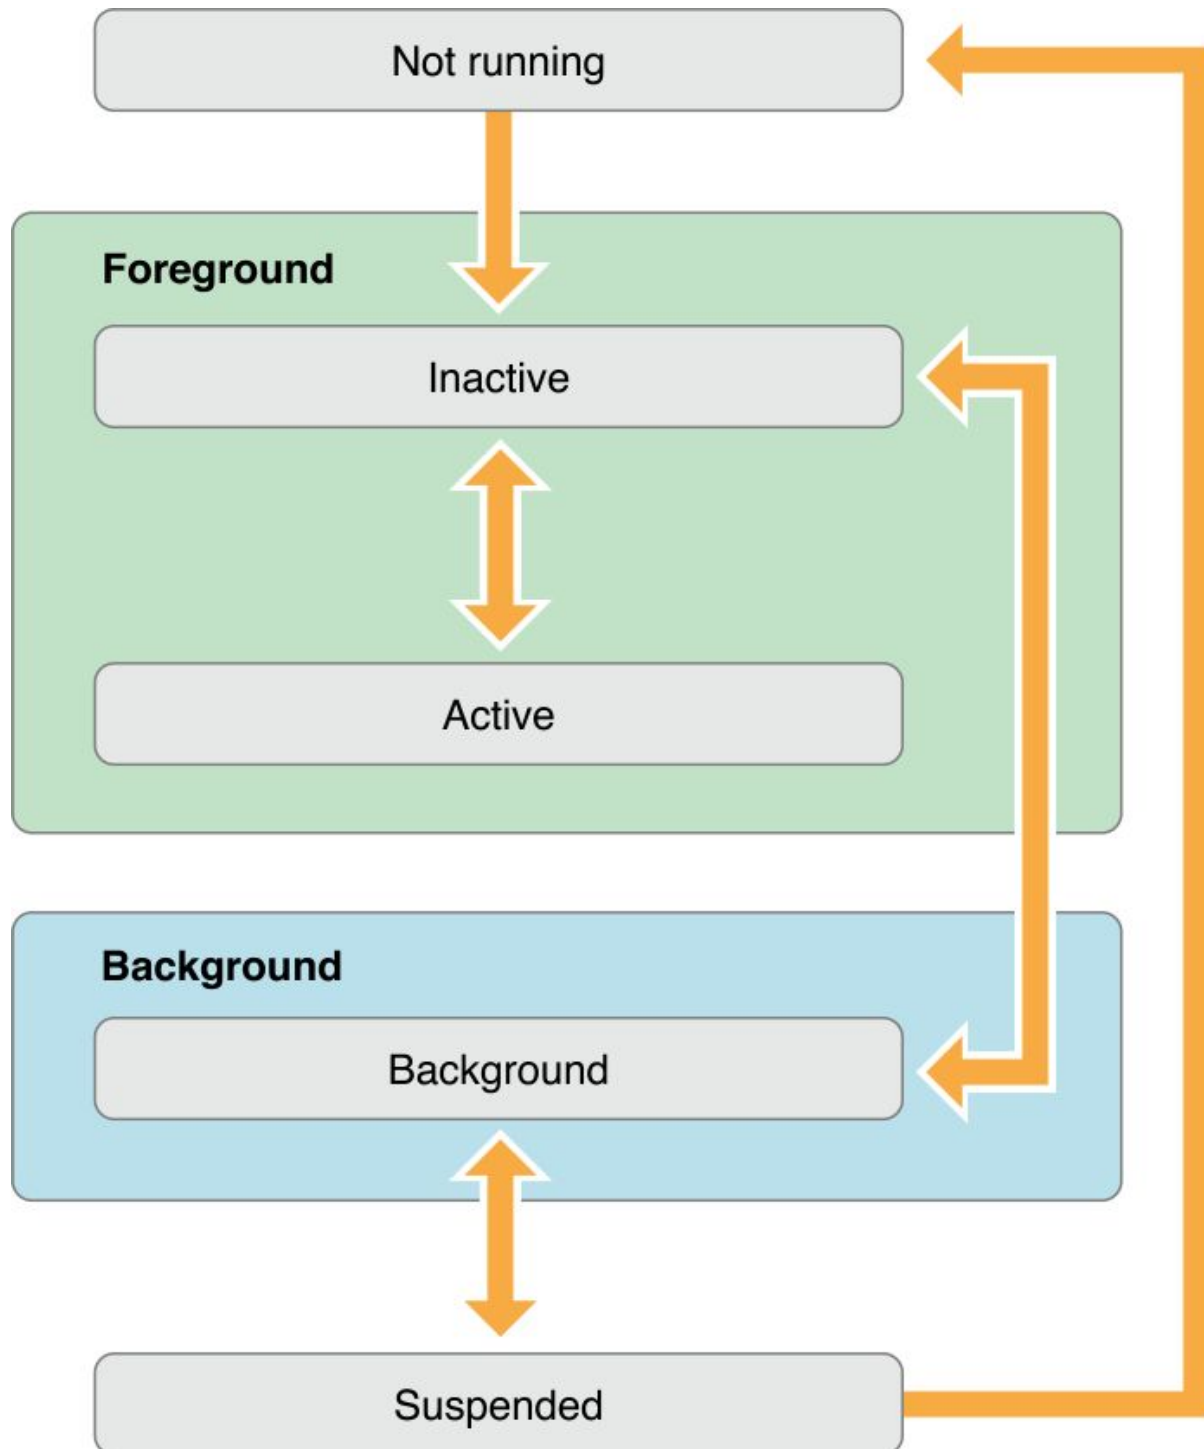 Not running
Foreground
Inactive
Active
Background
Background
Suspended